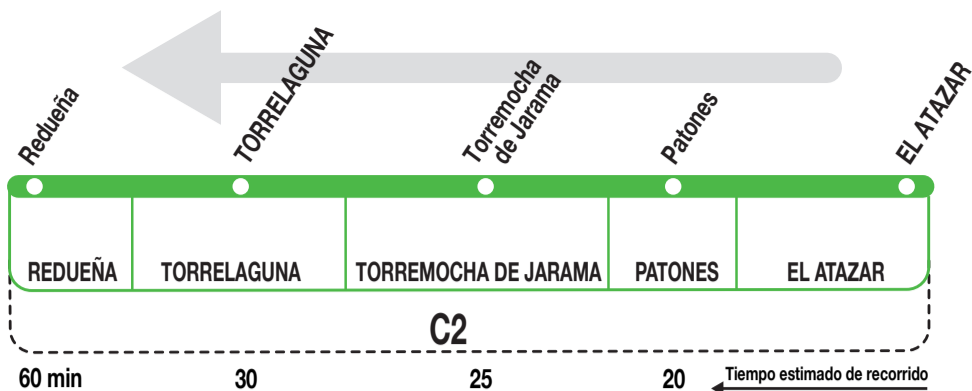 Redueña
TORRELAGUNA
Torremocha
de Jarama
Patones
EL ATAZAR
REDUEÑA
TORRELAGUNA
TORREMOCHA DE JARAMA
PATONES
EL ATAZAR
C2
60 min
30
25
20
Tiempo estimado de recorrido